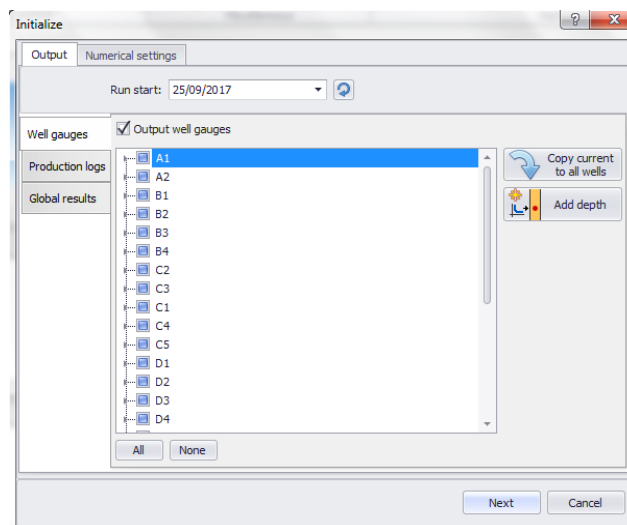 Initialize
Output Numerical settings
Run start: 25/09/2017
Well gauges
Production logs
Global results
Output well gauges
A1
A2
B1
B2
B3
B4
C2
C3
C1
C4
C5
D1
D2
D3
D4
Copy current
to all wells
Add depth
All None
Next Cancel